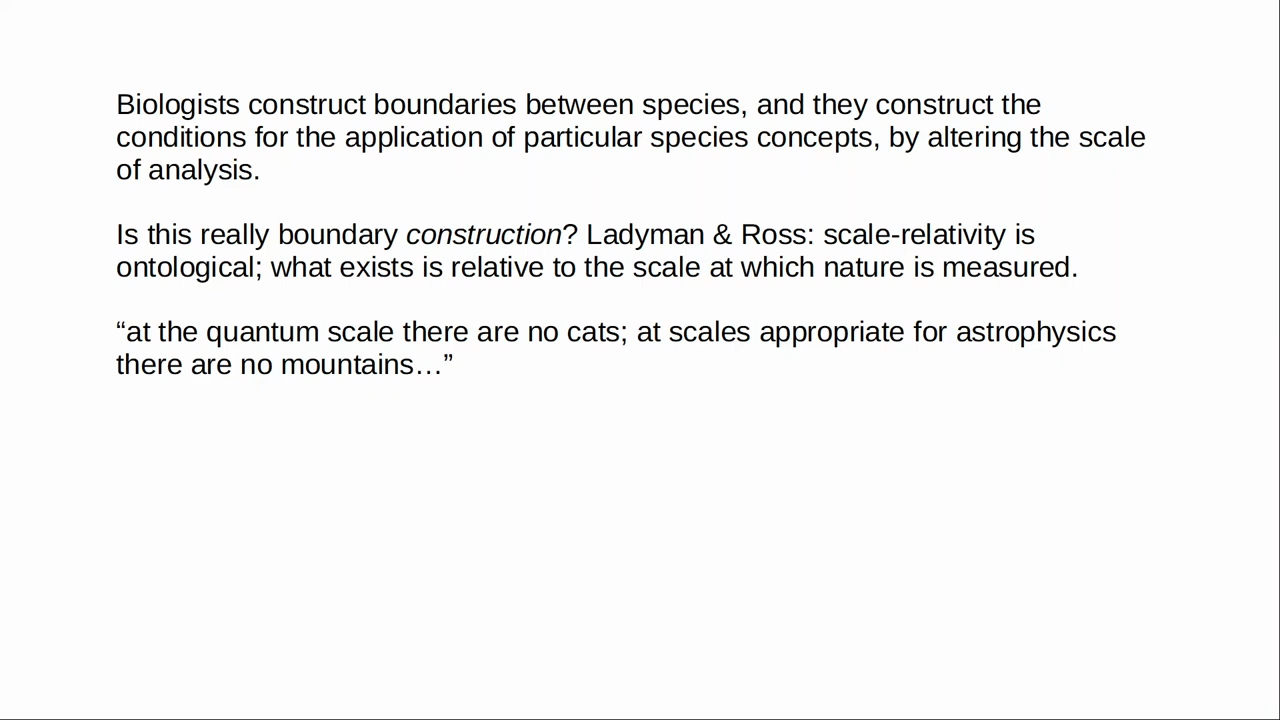 Biologists construct boundaries between species, and they construct the
conditions for the application of particular species concepts, by altering the scale
of analysis.
Is this really boundary construction? Ladyman & Ross: scale-relativity is
ontological; what exists is relative to the scale at which nature is measured.
“at the quantum scale there are no cats; at scales appropriate for astrophysics
there are no mountains…”